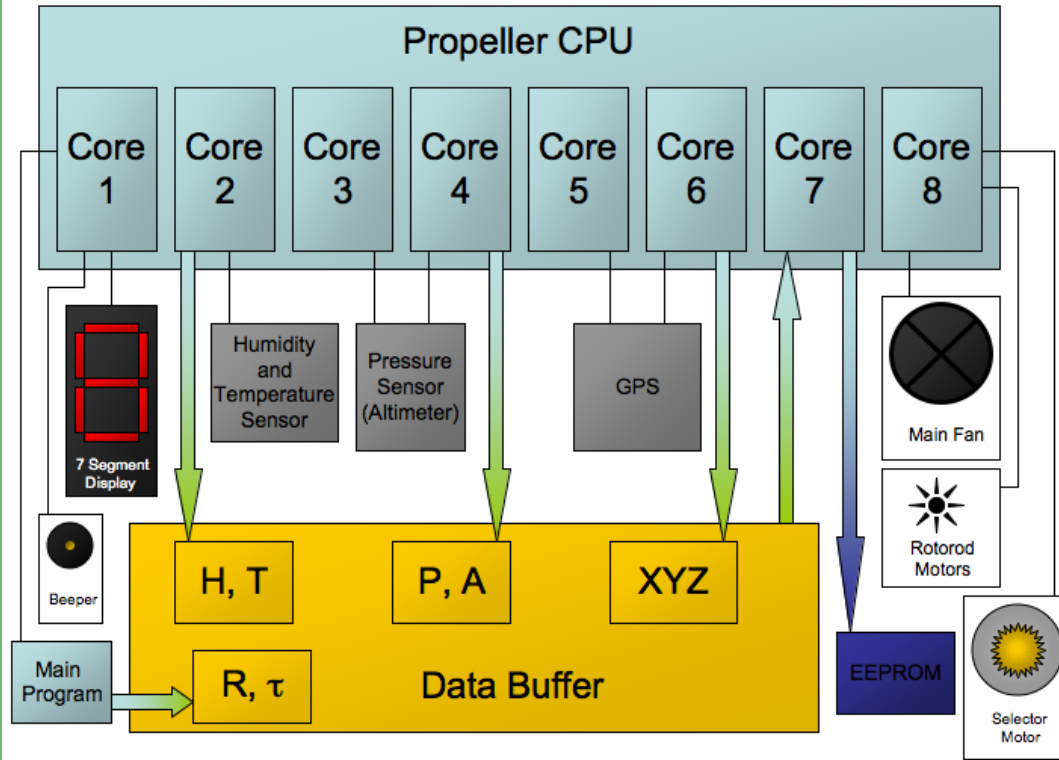 Propeller CPU
Core
1
Core
2
Core
3
Core
4
Core
5
Core
6
Core
7
Core
8
7 Segment
Display
Humidity
and
Temperature
Sensor
Pressure
Sensor
(Altimeter)
GPS
Main Fan
Rotorod
Motors
Beeper
H, T
P, A
XYZ
Main
Program
R, τ
Data Buffer
EEPROM
Selector
Motor